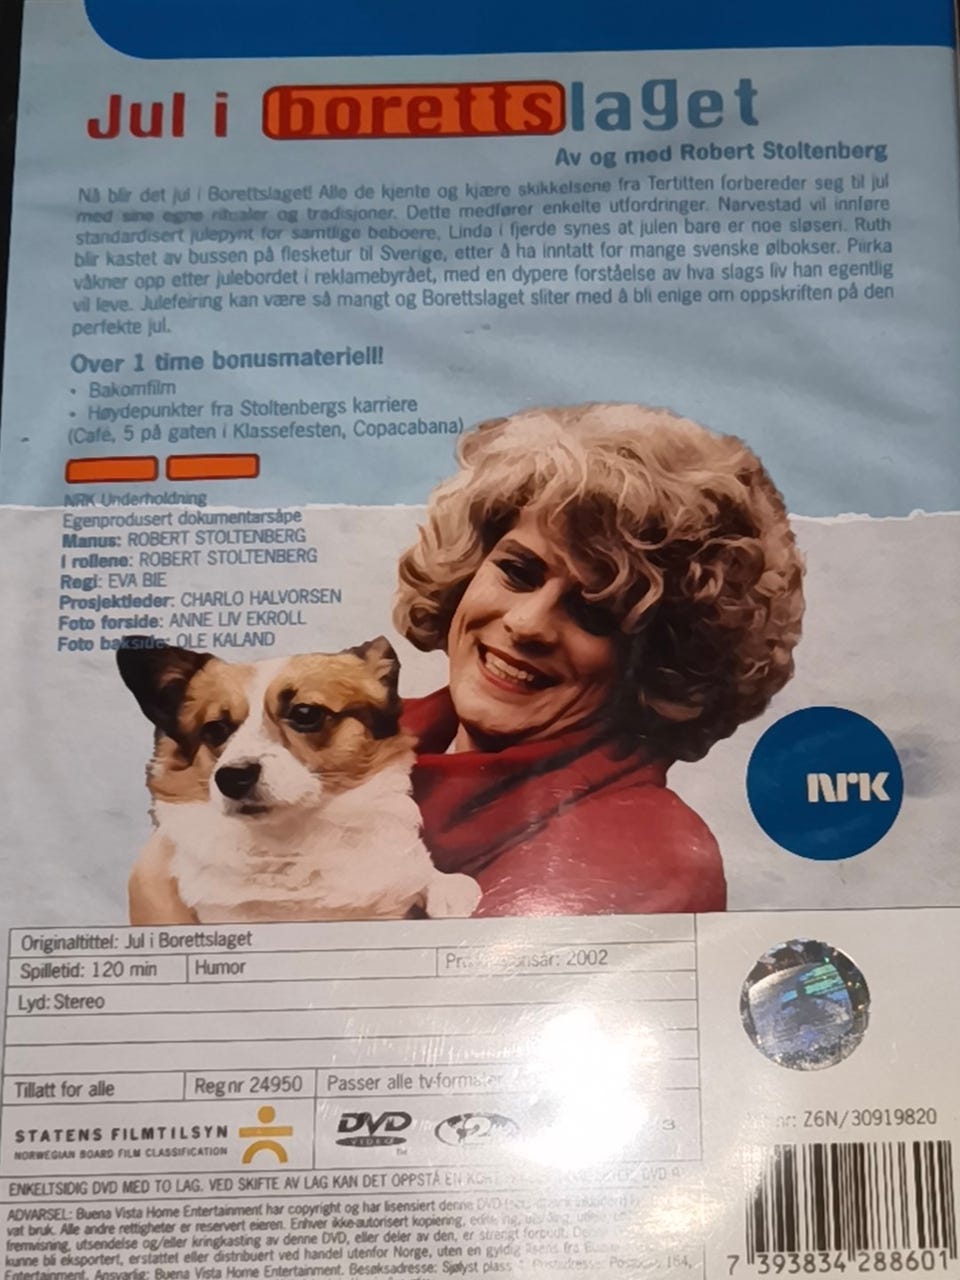 Jul i borettslaget
Av og med Robert Stoltenberg
Nå blir det jul i Borettslaget! Alle de kjente og kjære skikkelsene fra Tertitten forbereder seg til jul
med sine egne ritualer og tradisjoner. Dette medfører enkelte utfordringer. Narvestad vil innføre
standardisert julepynt for samtlige beboere, Linda i fjerde synes at julen bare er noe sløseri. Ruth
blir kastet av bussen på flesketur til Sverige, etter å ha inntatt for mange svenske ølbokser. Piirka
våkner opp etter julebordet i reklamebyrået, med en dypere forståelse av hva slags liv han egentlig
vil leve. Julefeiring kan være så mangt og Borettslaget sliter med å bli enige om oppskriften på den
perfekte jul.
Over 1 time bonusmateriell!
• Bakomfilm
• Høydepunkter fra Stoltenbergs karriere
(Café, 5 på gaten i Klassefesten, Copacabana)
NRK Underholdning
Egenprodusert dokumentarsåpe
Manus: ROBERT STOLTENBERG
I rollene: ROBERT STOLTENBERG
Regi: EVA BIE
Prosjektleder: CHARLO HALVORSEN
Foto forside: ANNE LIV EKROLL
Foto bakside: OLE KALAND
NRK
Originaltittel: Jul i Borettslaget
Spilletid: 120 min Humor 2002
Lyd: Stereo
Tillatt for alle Reg nr 24950 Passer alle tv-formater
STATENS FILMTILSYN
NORWEGIAN BOARD FILM CLASSIFICATION
DVD
VIDEO
TM
2
3
nr: Z6N/30919820
ENKELTSIDIG DVD MED TO LAG. VED SKIFTE AV LAG KAN DET OPPSTÅ EN
ADVARSEL: Buena Vista Home Entertainment har copyright og har lisensiert denne DVD
vat bruk. Alle andre rettigheter er reservert eieren. Enhver ikke-autorisert kopiering,
fremvisning, utsendelse og/eller kringkasting av denne DVD, eller deler av den, er strengt forbudt.
kunne bli eksportert, erstattet eller distribuert ved handel utenfor Norge, uten en gyldig lisens fra
Entertainment. Ansvarlig: Buena Vista Home Entertainment. Besøksadresse: Sjølyst plass 164,
7 393834 288601